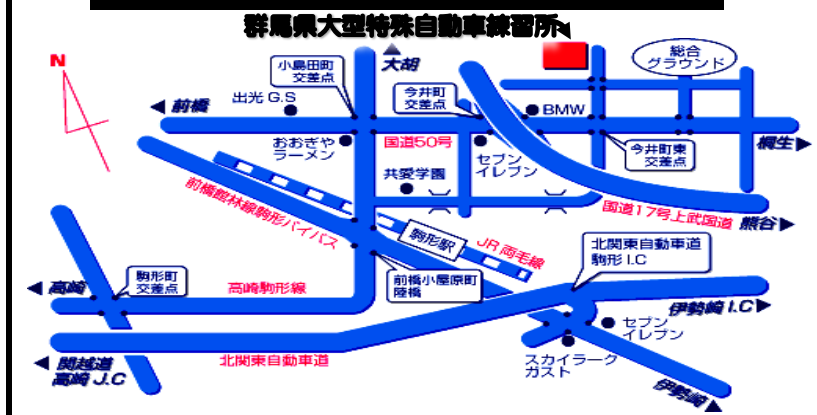 群馬県大型特殊自動車練習所
N
大胡
小島田町
交差点
総合
グラウンド
出光 G.S
前橋
今井町
交差点
BMW
おおぎや
ラーメン
国道50号
セブン
イレブン
今井町東
交差点
桐生
共愛学園
前橋館林線駒形バイパス
国道17号上武国道
熊谷
駒形駅
JR両毛線
北関東自動車道
駒形 I.C
駒形町
交差点
高崎
高崎駒形線
前橋小屋原町
陸橋
伊勢崎 I.C
セブン
イレブン
関越道
高崎 J.C
北関東自動車道
スカイラーク
ガスト
伊勢崎